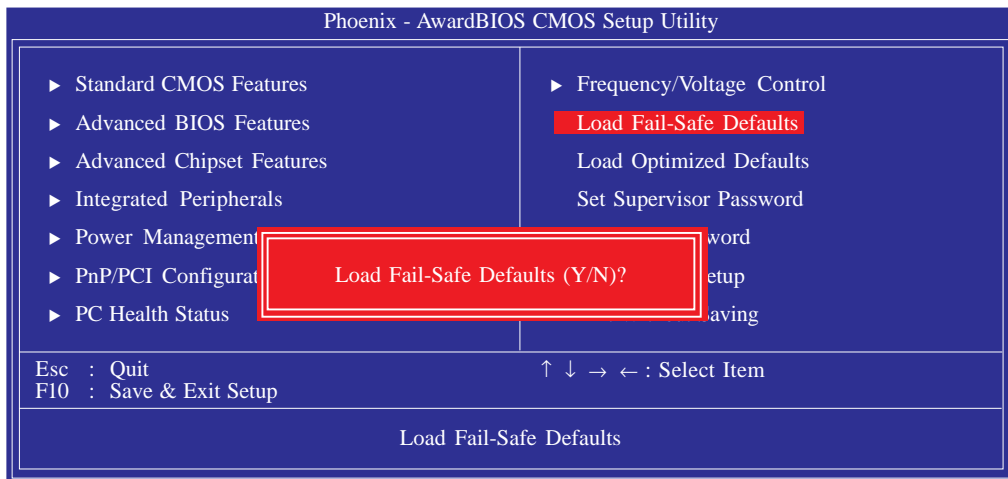 Phoenix - AwardBIOS CMOS Setup Utility
▶ Standard CMOS Features
▶ Advanced BIOS Features
▶ Advanced Chipset Features
▶ Integrated Peripherals
▶ Power Management
▶ PnP/PCI Configurat
▶ PC Health Status
▶ Frequency/Voltage Control
Load Fail-Safe Defaults
Load Optimized Defaults
Set Supervisor Password
word
etup
aving
Load Fail-Safe Defaults (Y/N)?
Esc : Quit
F10 : Save & Exit Setup
↑ ↓ → ← : Select Item
Load Fail-Safe Defaults